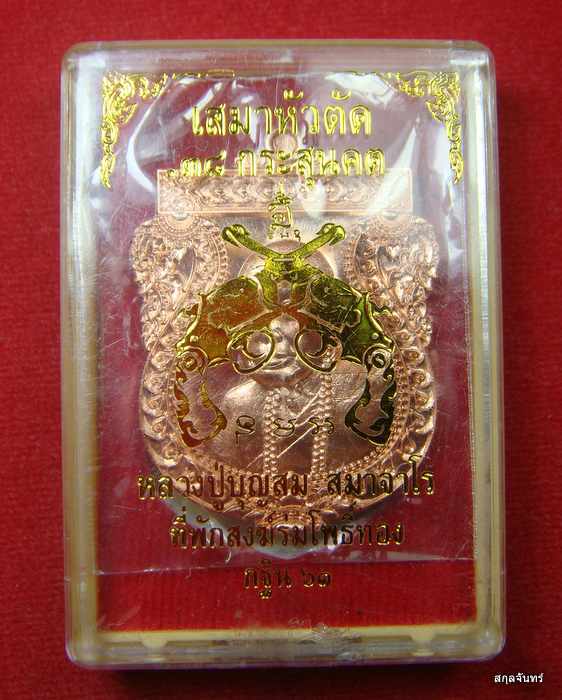 เสมาหัวตัด
.๓๘ กระสุนคต
หลวงปู่บุญสม สมาจาโร
ที่พักสงฆ์ร่มโพธิ์ทอง
กฐิน ๖๑
สกุลจันทร์